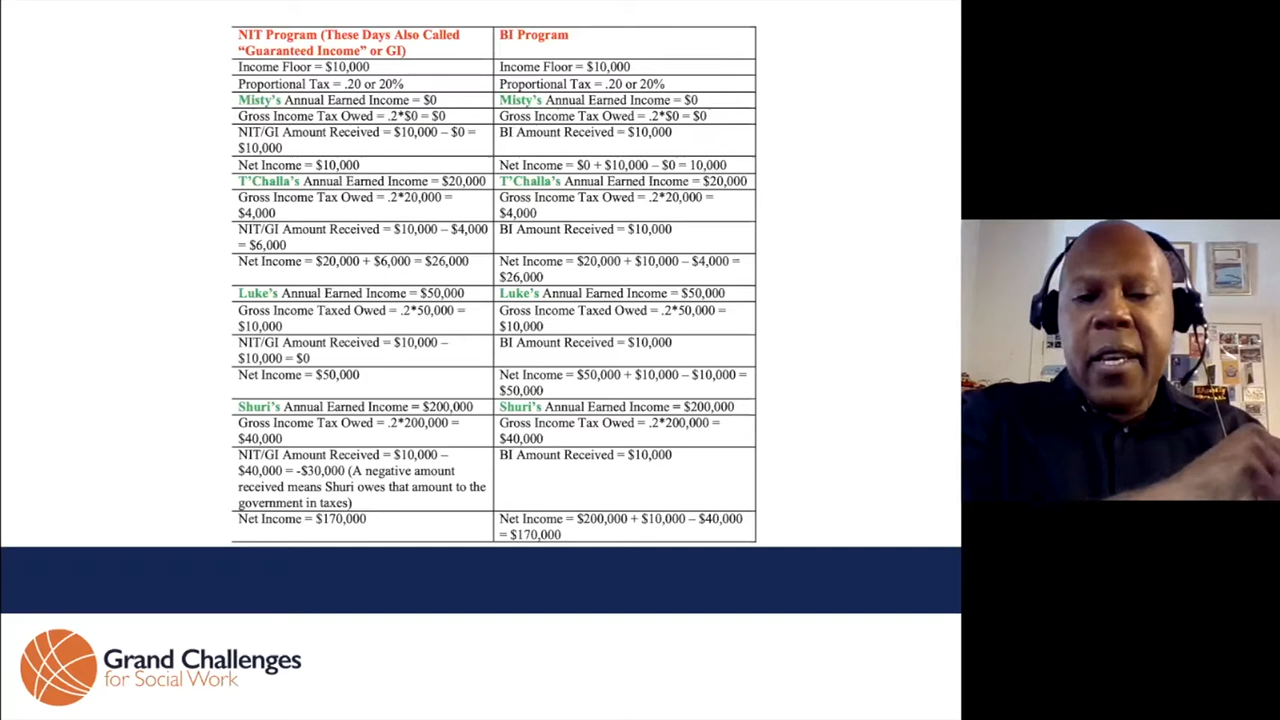 NIT Program (These Days Also Called
“Guaranteed Income” or GI)
BI Program
Income Floor = $10,000
Income Floor = $10,000
Proportional Tax = .20 or 20%
Proportional Tax = .20 or 20%
Misty’s Annual Earned Income = $0
Misty’s Annual Earned Income = $0
Gross Income Tax Owed = .2*$0 = $0
Gross Income Tax Owed = .2*$0 = $0
NIT/GI Amount Received = $10,000 – $0 =
$10,000
BI Amount Received = $10,000
Net Income = $10,000
Net Income = $0 + $10,000 – $0 = 10,000
T’Challa’s Annual Earned Income = $20,000
T’Challa’s Annual Earned Income = $20,000
Gross Income Tax Owed = .2*20,000 =
$4,000
Gross Income Tax Owed = .2*20,000 =
$4,000
NIT/GI Amount Received = $10,000 – $4,000
= $6,000
BI Amount Received = $10,000
Net Income = $20,000 + $6,000 = $26,000
Net Income = $20,000 + $10,000 – $4,000 =
$26,000
Luke’s Annual Earned Income = $50,000
Luke’s Annual Earned Income = $50,000
Gross Income Taxed Owed = .2*50,000 =
$10,000
Gross Income Taxed Owed = .2*50,000 =
$10,000
NIT/GI Amount Received = $10,000 –
$10,000 = $0
BI Amount Received = $10,000
Net Income = $50,000
Net Income = $50,000 + $10,000 – $10,000 =
$50,000
Shuri’s Annual Earned Income = $200,000
Shuri’s Annual Earned Income = $200,000
Gross Income Tax Owed = .2*200,000 =
$40,000
Gross Income Tax Owed = .2*200,000 =
$40,000
NIT/GI Amount Received = $10,000 –
$40,000 = -$30,000 (A negative amount
received means Shuri owes that amount to the
government in taxes)
BI Amount Received = $10,000
Net Income = $170,000
Net Income = $200,000 + $10,000 – $40,000
= $170,000
Grand Challenges
for Social Work